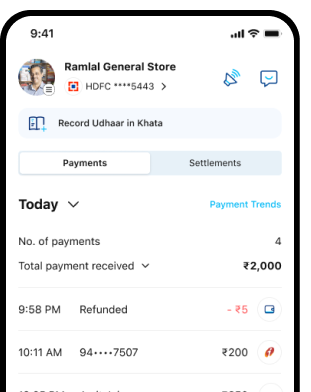 9:41
Ramlal General Store
HDFC ****5443 >
Record Udhaar in Khata
Payments Settlements
Today Payment Trends
No. of payments 4
Total payment received ₹2,000
9:58 PM Refunded - ₹5
10:11 AM 94••••7507 ₹200